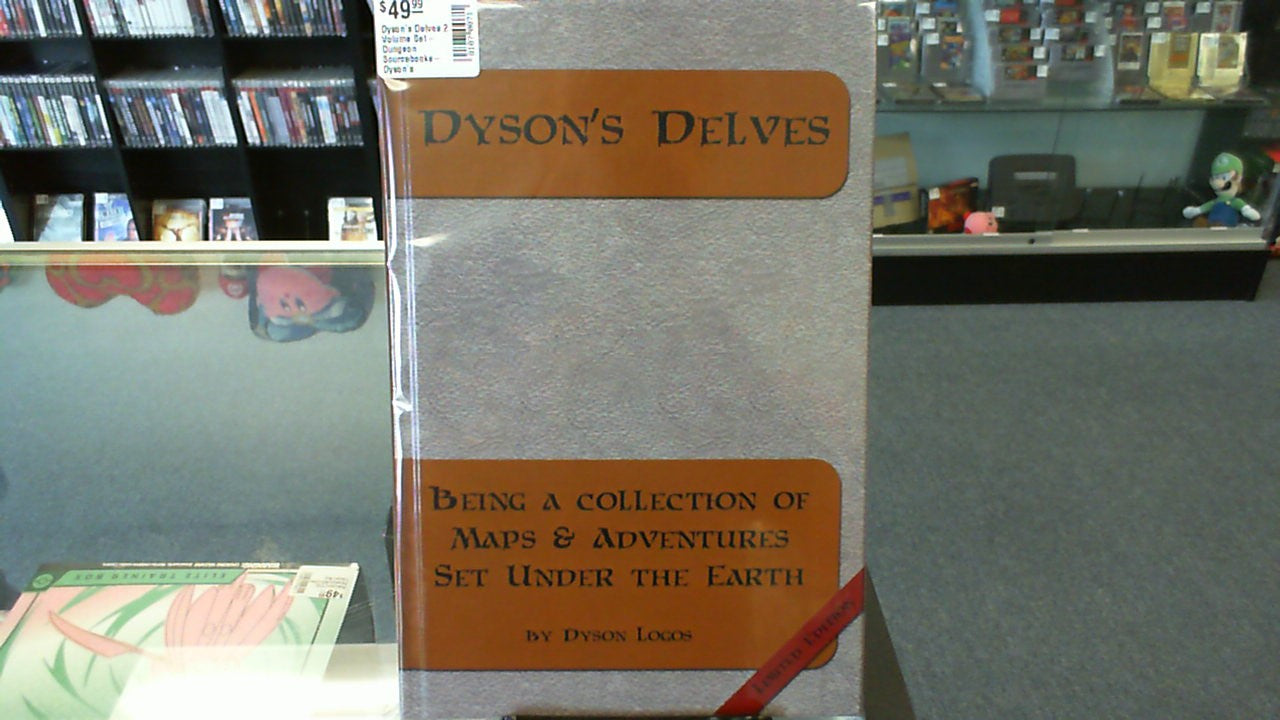 $49.99
Dyson's Delves 2
Volume Set -
Dungeon
Sourcebooks -
Dyson's
DYSON'S DELVES
BEING A COLLECTION OF
MAPS & ADVENTURES
SET UNDER THE EARTH
BY DYSON LOGOS
LIMITED EDITION
ELITE TRAINER BOX